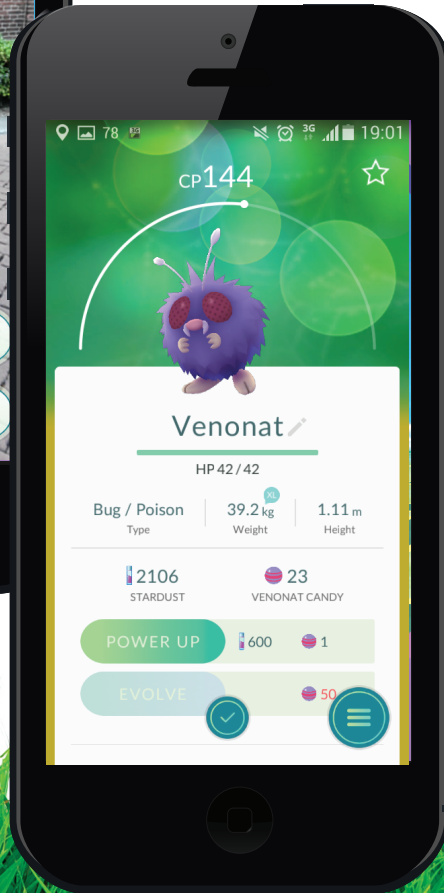 78 3G 19:01
CP144
Venonat
HP 42 / 42
XL
Bug / Poison 39.2 kg 1.11 m
Type Weight Height
2106 23
STARDUST VENONAT CANDY
POWER UP 600 1
EVOLVE 50